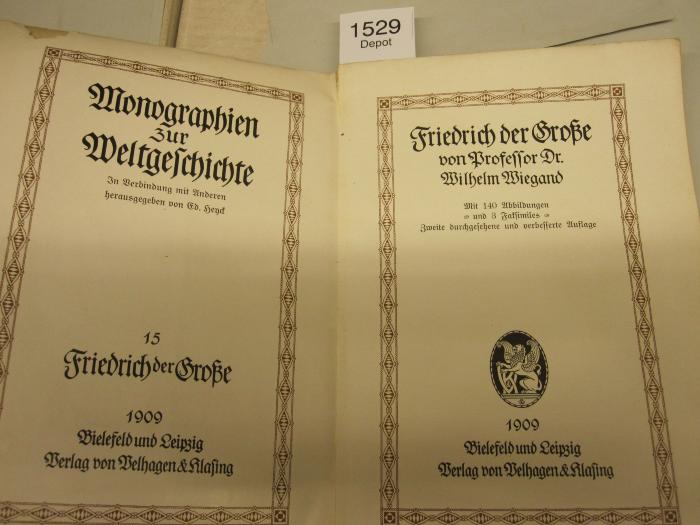 1529
Depot
Monographien
zur
Weltgeschichte
In Verbindung mit Anderen
herausgegeben von Ed. Heyck
15
Friedrich der Große
1909
Bielefeld und Leipzig
Verlag von Velhagen & Klasing
Friedrich der Große
von Professor Dr.
Wilhelm Wiegand
Mit 140 Abbildungen
und 3 Faksimiles
Zweite durchgesehene und verbesserte Auflage
1909
Bielefeld und Leipzig
Verlag von Velhagen & Klasing